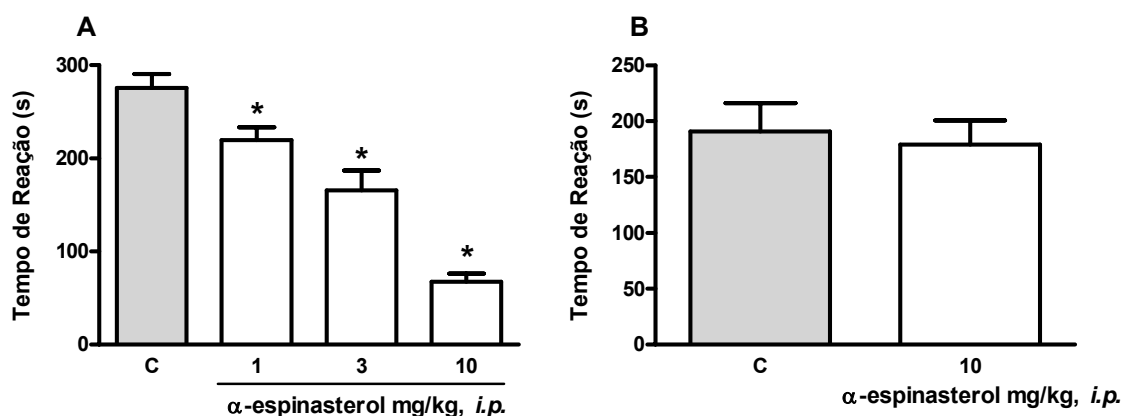 A
Tempo de Reação (s)
300
200
100
0
*
*
*
C 1 3 10
α-espinasterol mg/kg, i.p.
B
Tempo de Reação (s)
250
200
150
100
50
0
C 10
α-espinasterol mg/kg, i.p.